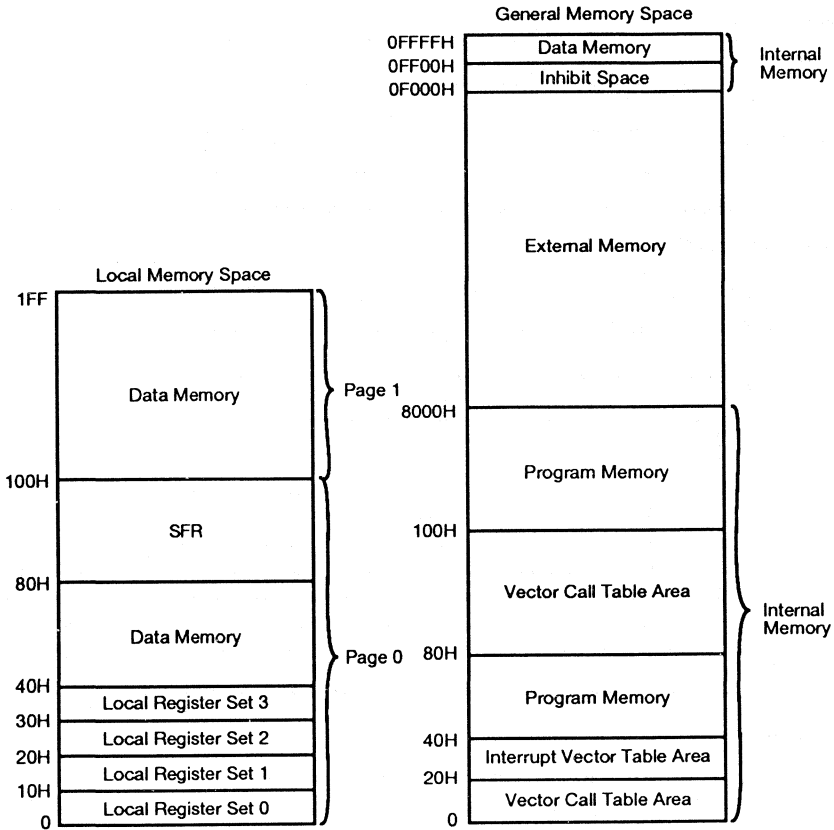 General Memory Space
0FFFFH
Data Memory
0FF00H
Inhibit Space
0F000H
Internal
Memory
External Memory
8000H
Program Memory
100H
Vector Call Table Area
80H
Program Memory
40H
Interrupt Vector Table Area
20H
Vector Call Table Area
0
Internal
Memory
Local Memory Space
1FF
Data Memory
Page 1
100H
SFR
80H
Data Memory
Page 0
40H
Local Register Set 3
30H
Local Register Set 2
20H
Local Register Set 1
10H
Local Register Set 0
0